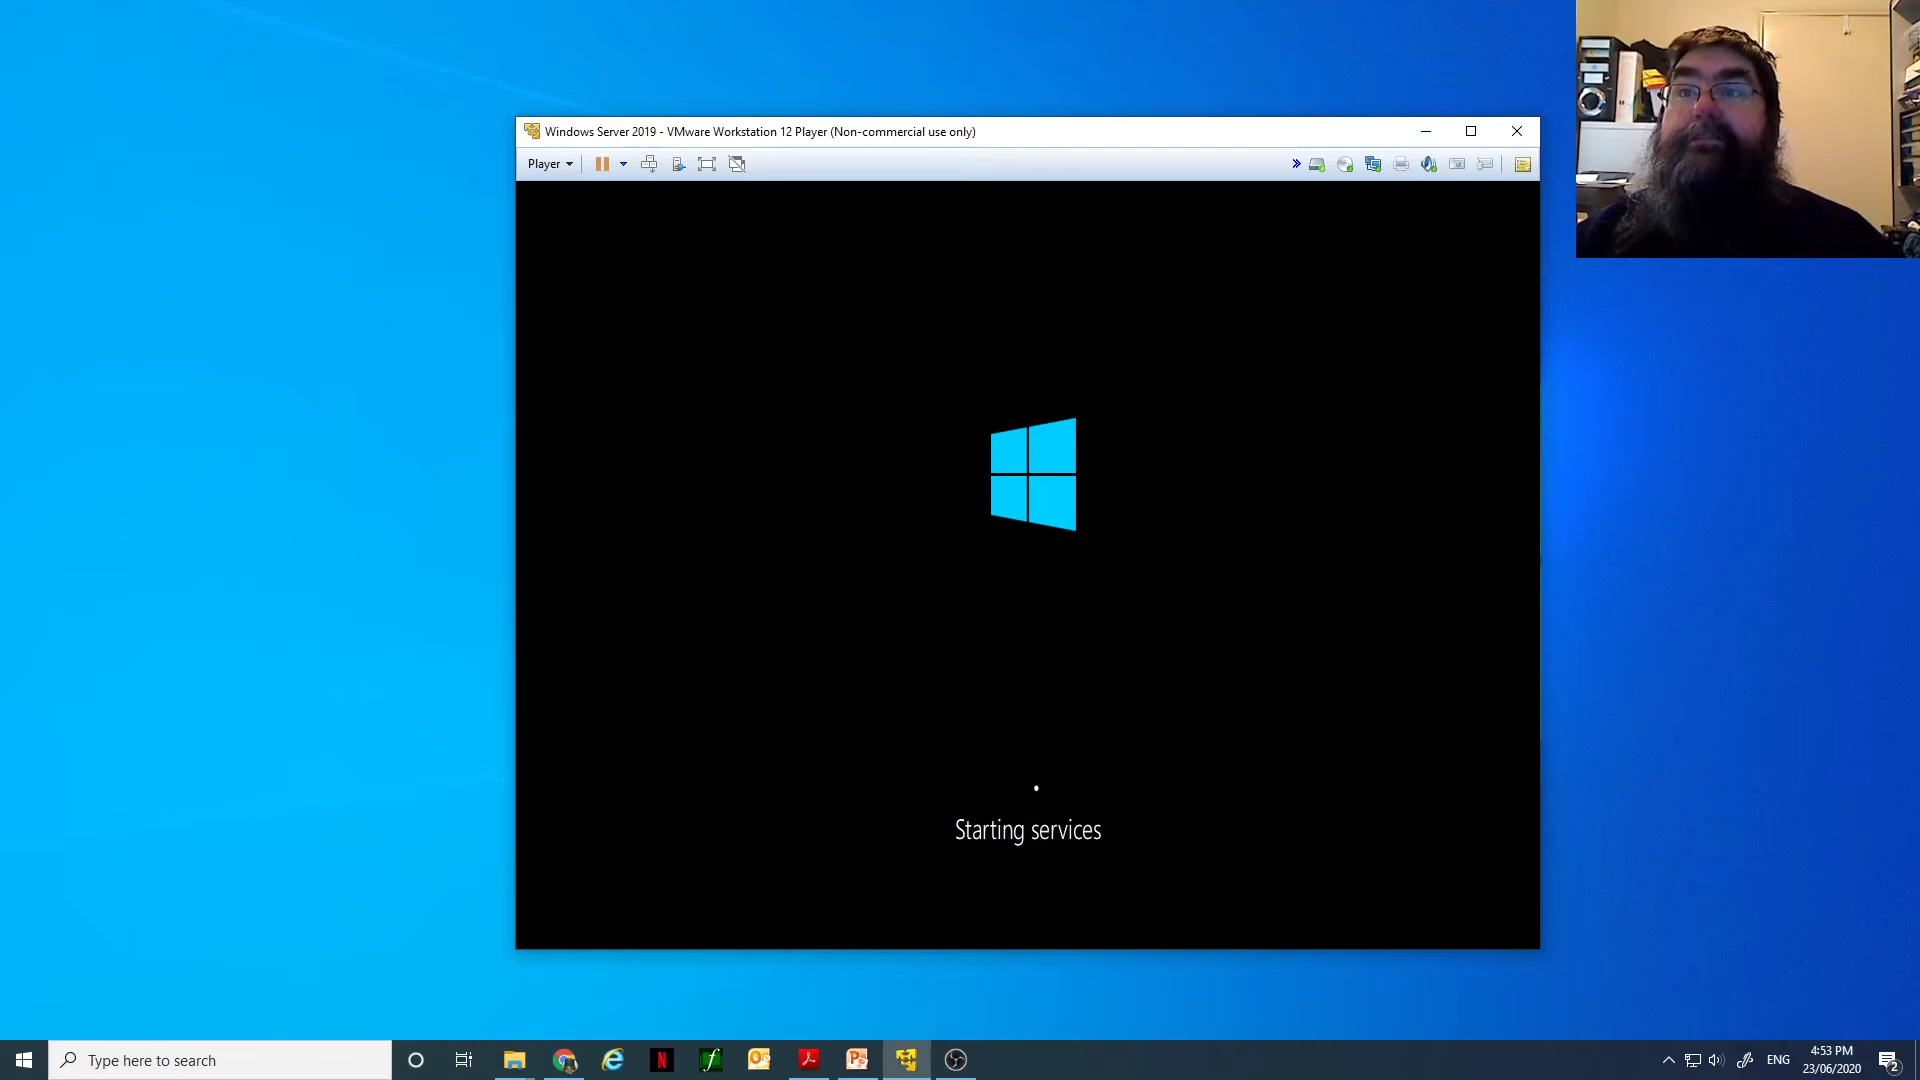 Windows Server 2019 - VMware Workstation 12 Player (Non-commercial use only)
Player
Starting services
Type here to search
ENG
4:53 PM
23/06/2020
2